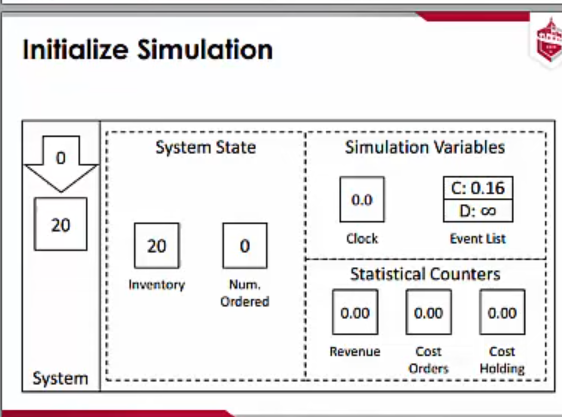 Initialize Simulation
0
20
System
System State
20
Inventory
0
Num.
Ordered
Simulation Variables
0.0
Clock
C: 0.16
D: ∞
Event List
Statistical Counters
0.00
Revenue
0.00
Cost
Orders
0.00
Cost
Holding